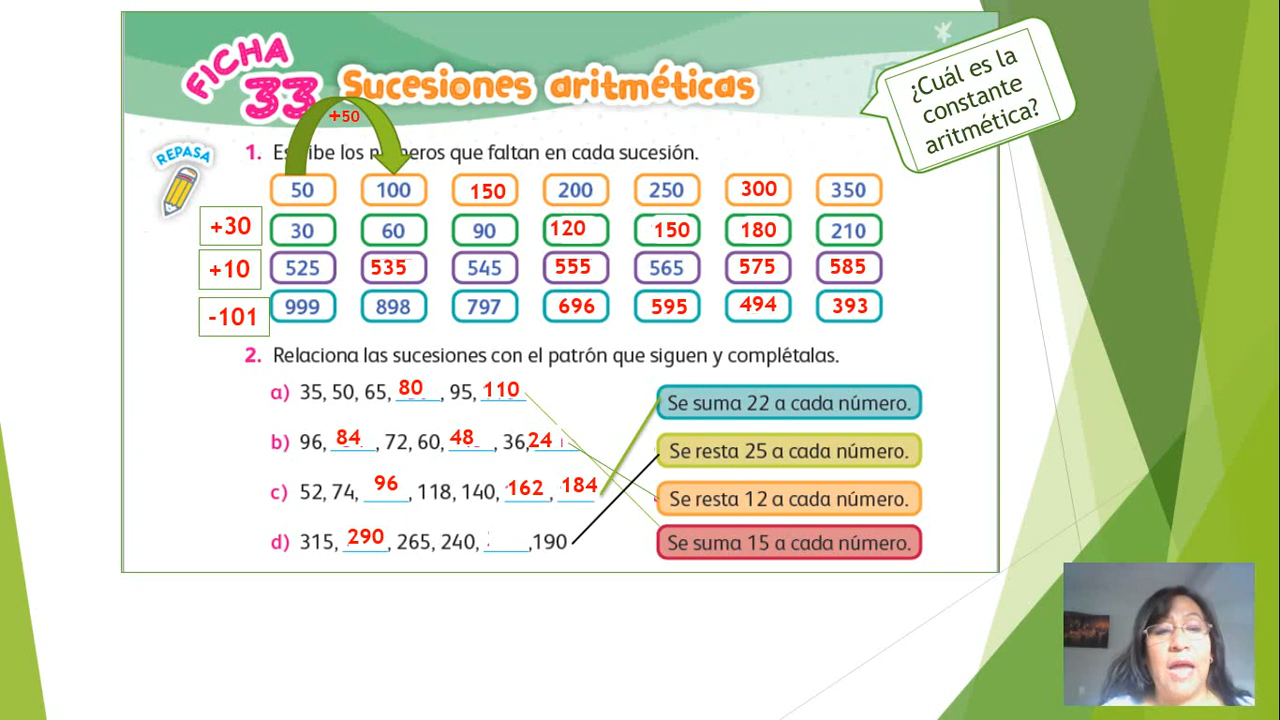 FICHA
33
Sucesiones aritméticas
¿Cuál es la
constante
aritmética?
+50
REPASA
1. Escribe los números que faltan en cada sucesión.
50 100 150 200 250 300 350
+30 30 60 90 120 150 180 210
+10 525 535 545 555 565 575 585
-101 999 898 797 696 595 494 393
2. Relaciona las sucesiones con el patrón que siguen y complétalas.
a) 35, 50, 65, 80, 95, 110
Se suma 22 a cada número.
b) 96, 84, 72, 60, 48, 36, 24
Se resta 25 a cada número.
c) 52, 74, 96, 118, 140, 162, 184
Se resta 12 a cada número.
d) 315, 290, 265, 240, ____,190
Se suma 15 a cada número.